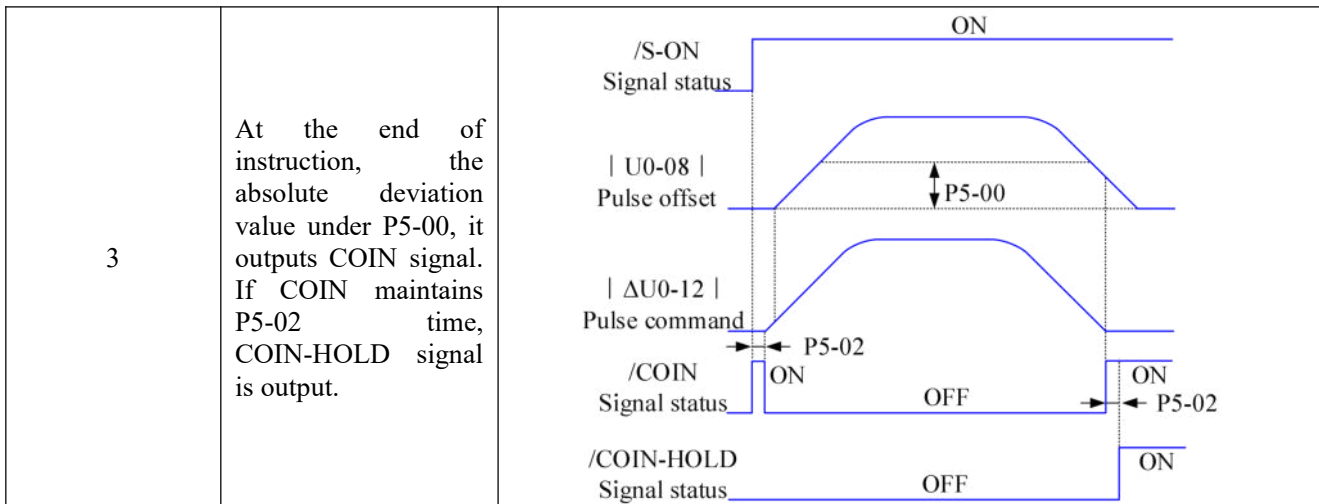 3
At the end of
instruction, the
absolute deviation
value under P5-00, it
outputs COIN signal.
If COIN maintains
P5-02 time,
COIN-HOLD signal
is output.
ON
/S-ON
Signal status
| U0-08 |
Pulse offset
P5-00
| ΔU0-12 |
Pulse command
P5-02
/COIN
Signal status
ON
OFF
ON
P5-02
/COIN-HOLD
Signal status
OFF
ON